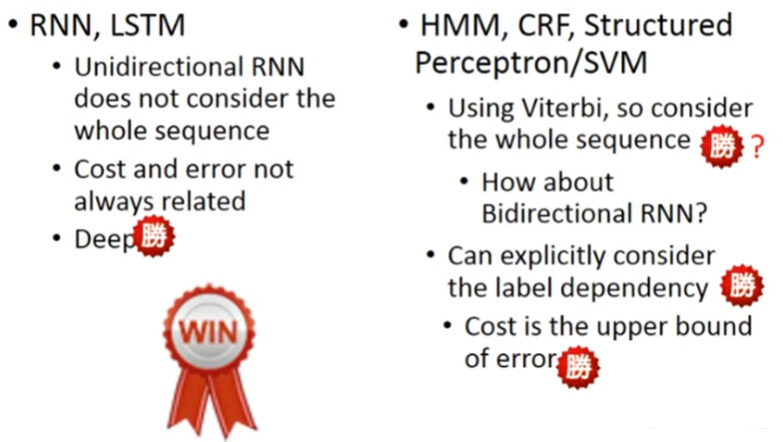 • RNN, LSTM
• Unidirectional RNN
does not consider the
whole sequence
• Cost and error not
always related
• Deep 勝
WIN
• HMM, CRF, Structured
Perceptron/SVM
• Using Viterbi, so consider
the whole sequence 勝 ?
• How about
Bidirectional RNN?
• Can explicitly consider
the label dependency 勝
• Cost is the upper bound
of error 勝